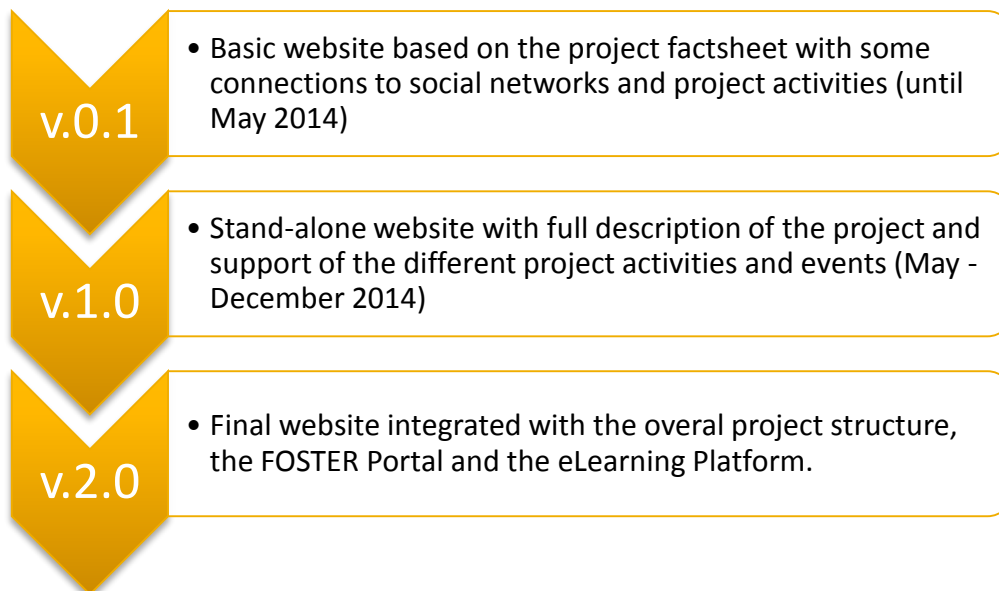 v.0.1
• Basic website based on the project factsheet with some
connections to social networks and project activities (until
May 2014)
v.1.0
• Stand-alone website with full description of the project and
support of the different project activities and events (May -
December 2014)
v.2.0
• Final website integrated with the overal project structure,
the FOSTER Portal and the eLearning Platform.